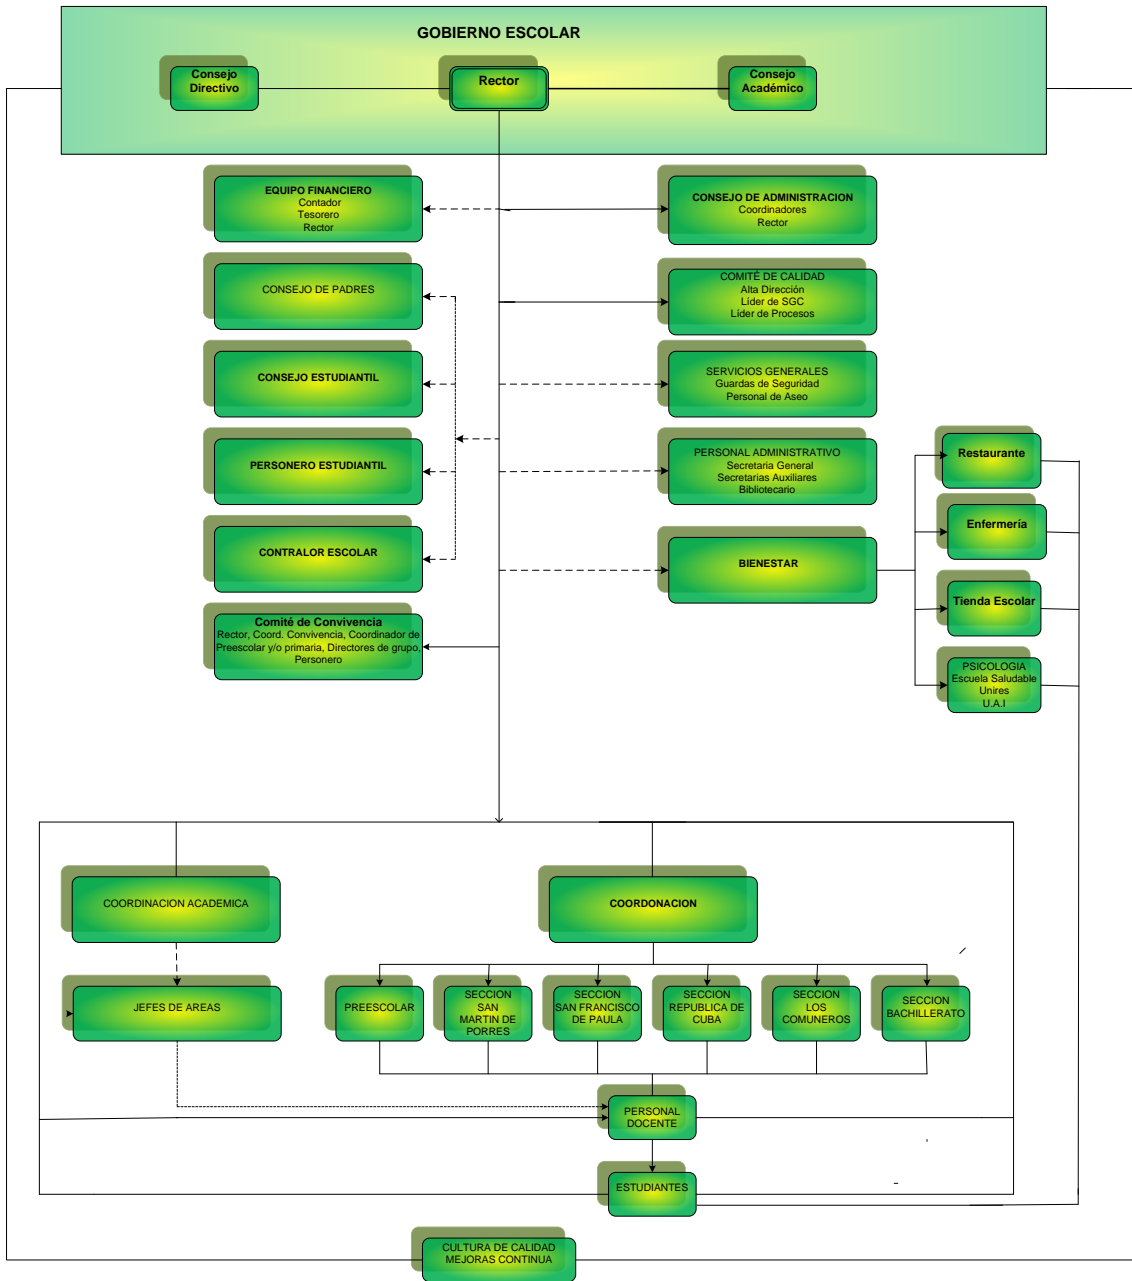 GOBIERNO ESCOLAR
Consejo
Directivo
Rector
Consejo
Académico
EQUIPO FINANCIERO
Contador
Tesorero
Rector
CONSEJO DE ADMINISTRACION
Coordinadores
Rector
CONSEJO DE PADRES
COMITÉ DE CALIDAD
Alta Dirección
Líder de SGC
Líder de Procesos
CONSEJO ESTUDIANTIL
SERVICIOS GENERALES
Guardas de Seguridad
Personal de Aseo
PERSONERO ESTUDIANTIL
PERSONAL ADMINISTRATIVO
Secretaria General
Secretarias Auxiliares
Bibliotecario
Restaurante
Enfermería
CONTRALOR ESCOLAR
BIENESTAR
Tienda Escolar
Comité de Convivencia
Rector, Coord. Convivencia, Coordinador de
Preescolar y/o primaria, Directores de grupo,
Personero
PSICOLOGIA
Escuela Saludable
Unires
U.A.I
COORDINACION ACADEMICA
COORDONACION
JEFES DE AREAS
PREESCOLAR
SECCION
SAN
MARTIN DE
PORRES
SECCION
SAN FRANCISCO
DE PAULA
SECCION
REPUBLICA DE
CUBA
SECCION
LOS
COMUNEROS
SECCION
BACHILLERATO
PERSONAL
DOCENTE
ESTUDIANTES
CULTURA DE CALIDAD
MEJORAS CONTINUA